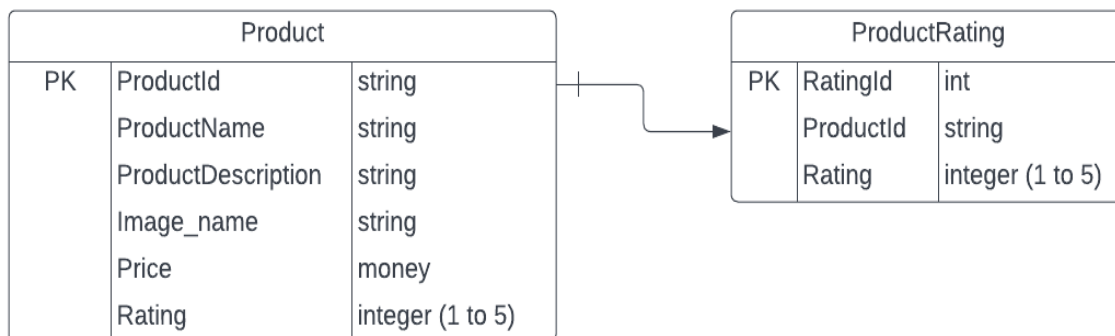 Product
PK ProductId string
ProductName string
ProductDescription string
Image_name string
Price money
Rating integer (1 to 5)
ProductRating
PK RatingId int
ProductId string
Rating integer (1 to 5)